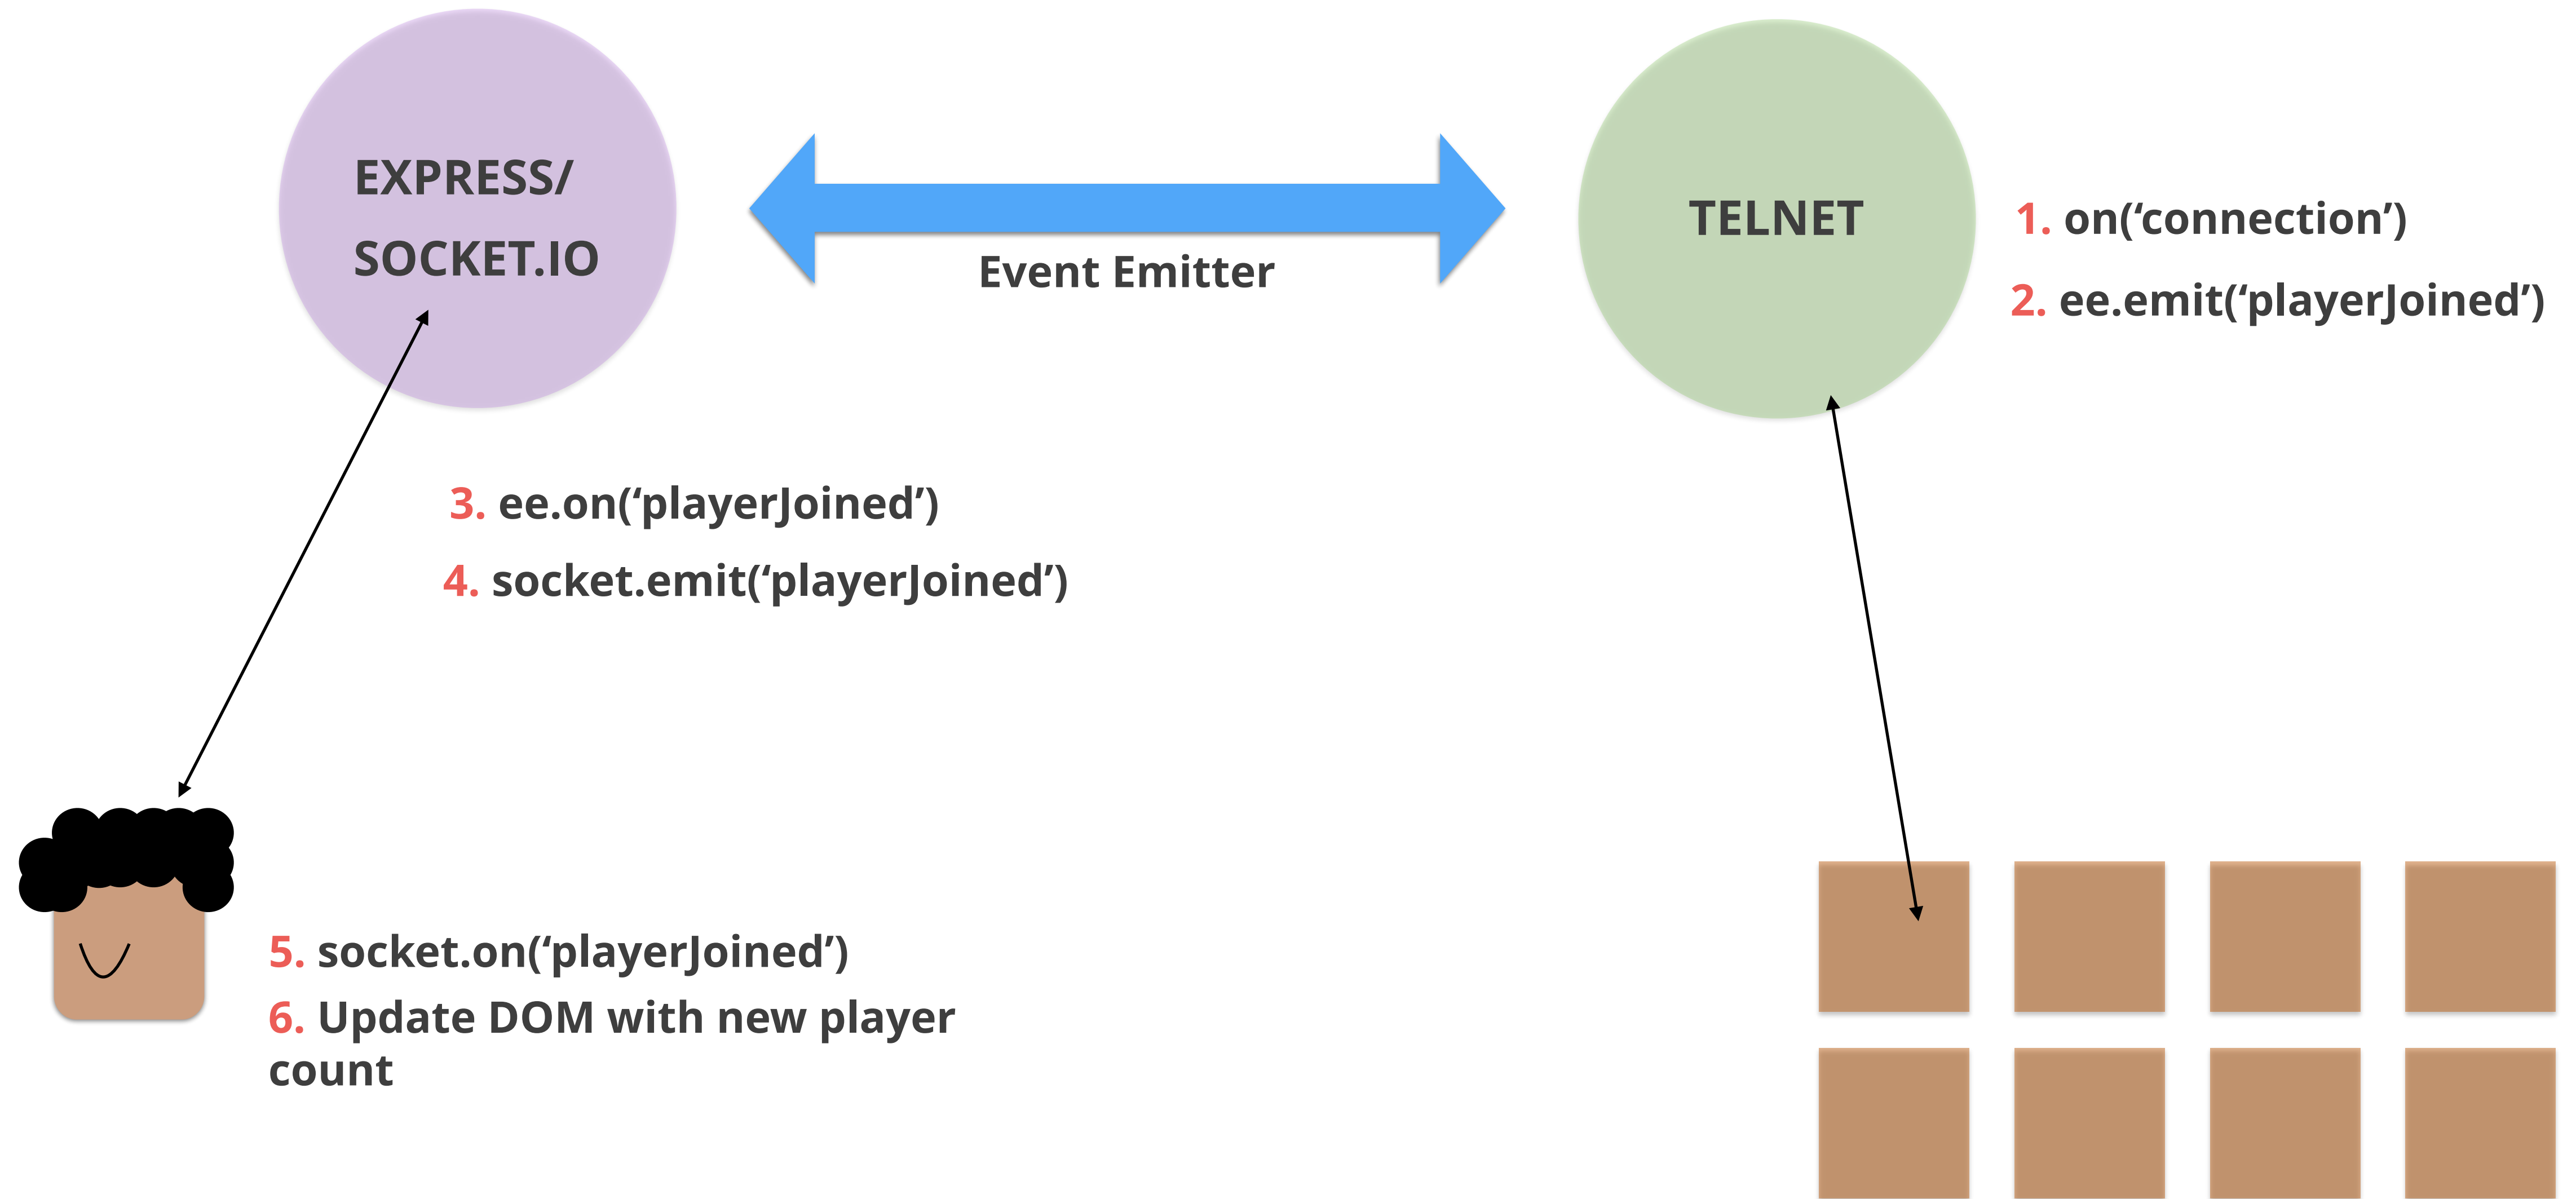 EXPRESS/
SOCKET.IO
Event Emitter
TELNET
1. on(‘connection’)
2. ee.emit(‘playerJoined’)
3. ee.on(‘playerJoined’)
4. socket.emit(‘playerJoined’)
5. socket.on(‘playerJoined’)
6. Update DOM with new player
count